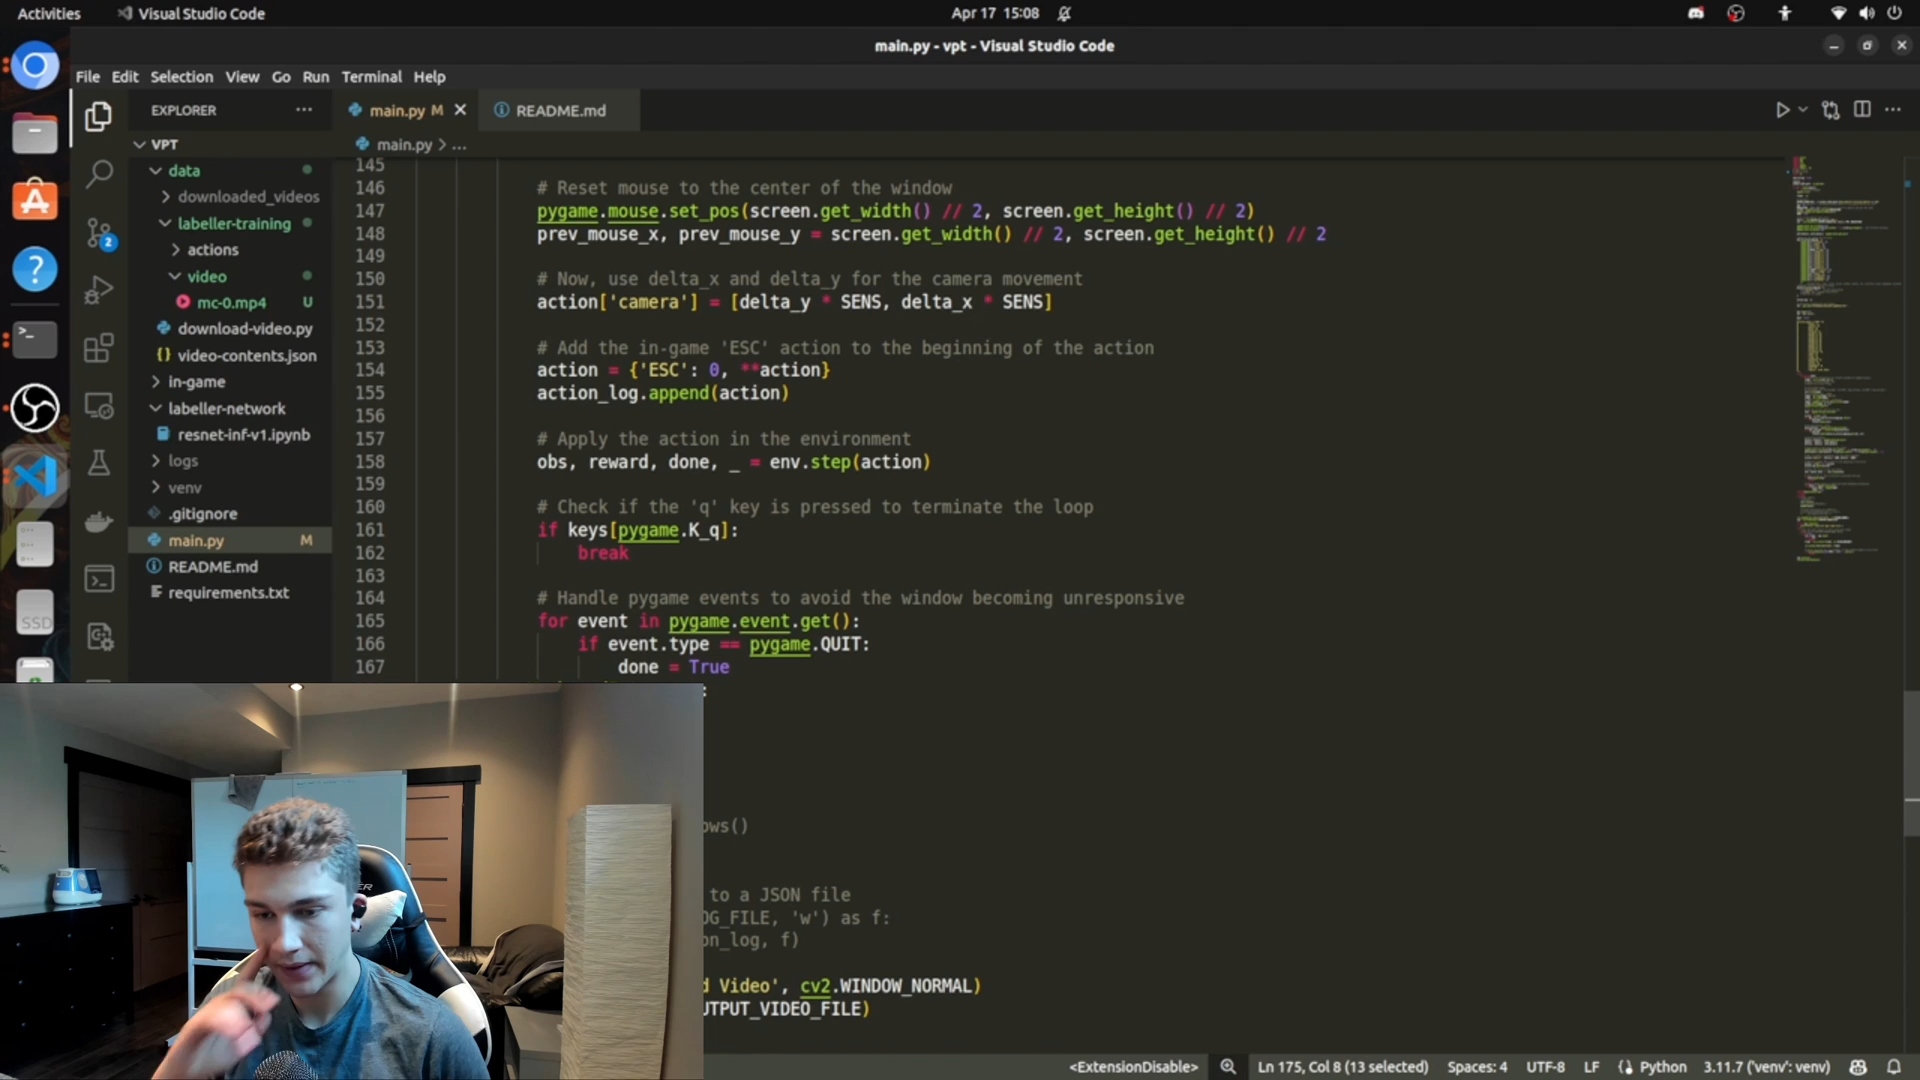 Activities
Visual Studio Code
Apr 17 15:08
main.py - vpt - Visual Studio Code
File Edit Selection View Go Run Terminal Help
EXPLORER
main.py M
README.md
VPT
main.py > ...
data
downloaded_videos
labeller-training
actions
video
mc-0.mp4 U
download-video.py
{} video-contents.json
in-game
labeller-network
resnet-inf-v1.ipynb
logs
venv
.gitignore
main.py M
README.md
requirements.txt
2
SSD
145
146 # Reset mouse to the center of the window
147 pygame.mouse.set_pos(screen.get_width() // 2, screen.get_height() // 2)
148 prev_mouse_x, prev_mouse_y = screen.get_width() // 2, screen.get_height() // 2
149
150 # Now, use delta_x and delta_y for the camera movement
151 action['camera'] = [delta_y * SENS, delta_x * SENS]
152
153 # Add the in-game 'ESC' action to the beginning of the action
154 action = {'ESC': 0, **action}
155 action_log.append(action)
156
157 # Apply the action in the environment
158 obs, reward, done, _ = env.step(action)
159
160 # Check if the 'q' key is pressed to terminate the loop
161 if keys[pygame.K_q]:
162 break
163
164 # Handle pygame events to avoid the window becoming unresponsive
165 for event in pygame.event.get():
166 if event.type == pygame.QUIT:
167 done = True
:
ows()
to a JSON file
OG_FILE, 'w') as f:
on_log, f)
d Video', cv2.WINDOW_NORMAL)
UTPUT_VIDEO_FILE)
<ExtensionDisable> Ln 175, Col 8 (13 selected) Spaces: 4 UTF-8 LF Python 3.11.7 ('venv': venv)